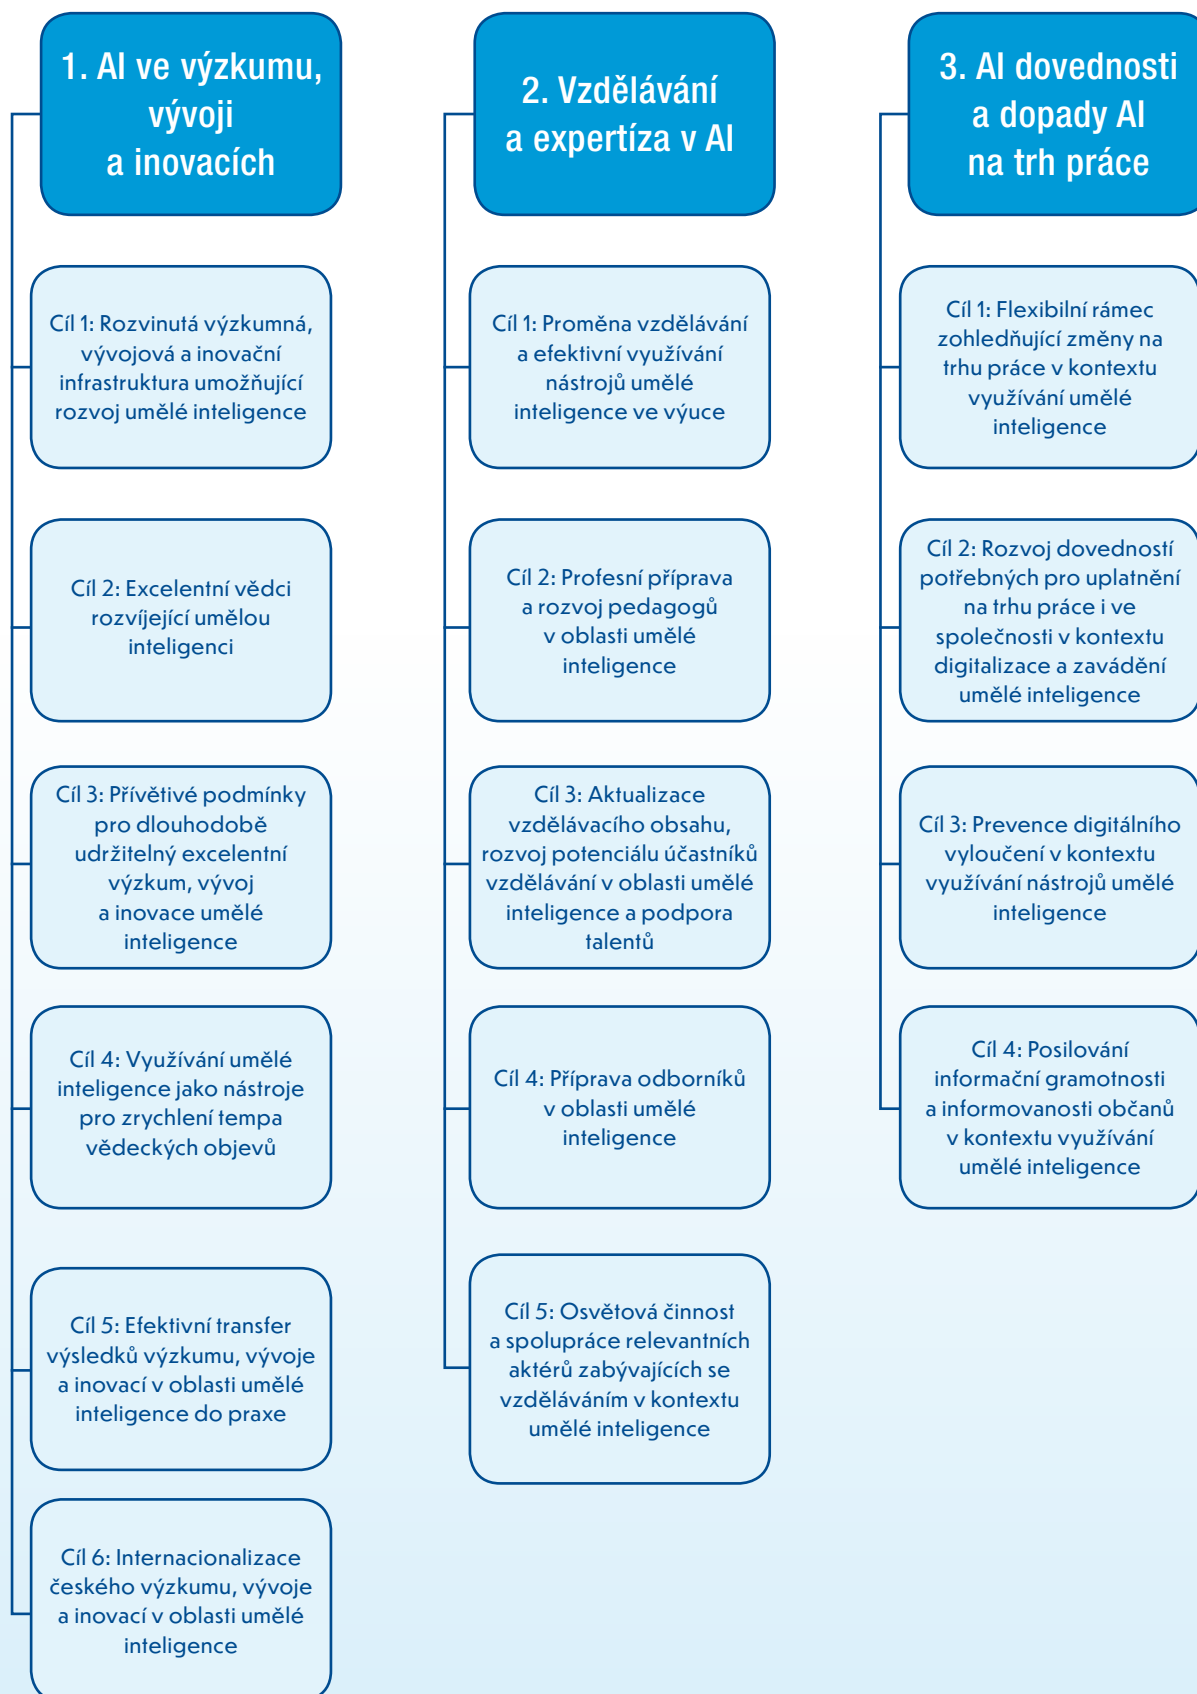 1. AI ve výzkumu,
vývoji
a inovacích
Cíl 1: Rozvinutá výzkumná,
vývojová a inovační
infrastruktura umožňující
rozvoj umělé inteligence
Cíl 2: Excelentní vědci
rozvíjející umělou
inteligenci
Cíl 3: Přívětivé podmínky
pro dlouhodobě
udržitelný excelentní
výzkum, vývoj
a inovace umělé
inteligence
Cíl 4: Využívání umělé
inteligence jako nástroje
pro zrychlení tempa
vědeckých objevů
Cíl 5: Efektivní transfer
výsledků výzkumu, vývoje
a inovací v oblasti umělé
inteligence do praxe
Cíl 6: Internacionalizace
českého výzkumu, vývoje
a inovací v oblasti umělé
inteligence
2. Vzdělávání
a expertíza v AI
Cíl 1: Proměna vzdělávání
a efektivní využívání
nástrojů umělé
inteligence ve výuce
Cíl 2: Profesní příprava
a rozvoj pedagogů
v oblasti umělé
inteligence
Cíl 3: Aktualizace
vzdělávacího obsahu,
rozvoj potenciálu účastníků
vzdělávání v oblasti umělé
inteligence a podpora
talentů
Cíl 4: Příprava odborníků
v oblasti umělé
inteligence
Cíl 5: Osvětová činnost
a spolupráce relevantních
aktérů zabývajících se
vzděláváním v kontextu
umělé inteligence
3. AI dovednosti
a dopady AI
na trh práce
Cíl 1: Flexibilní rámec
zohledňující změny na
trhu práce v kontextu
využívání umělé
inteligence
Cíl 2: Rozvoj dovedností
potřebných pro uplatnění
na trhu práce i ve
společnosti v kontextu
digitalizace a zavádění
umělé inteligence
Cíl 3: Prevence digitálního
vyloučení v kontextu
využívání nástrojů umělé
inteligence
Cíl 4: Posilování
informační gramotnosti
a informovanosti občanů
v kontextu využívání
umělé inteligence